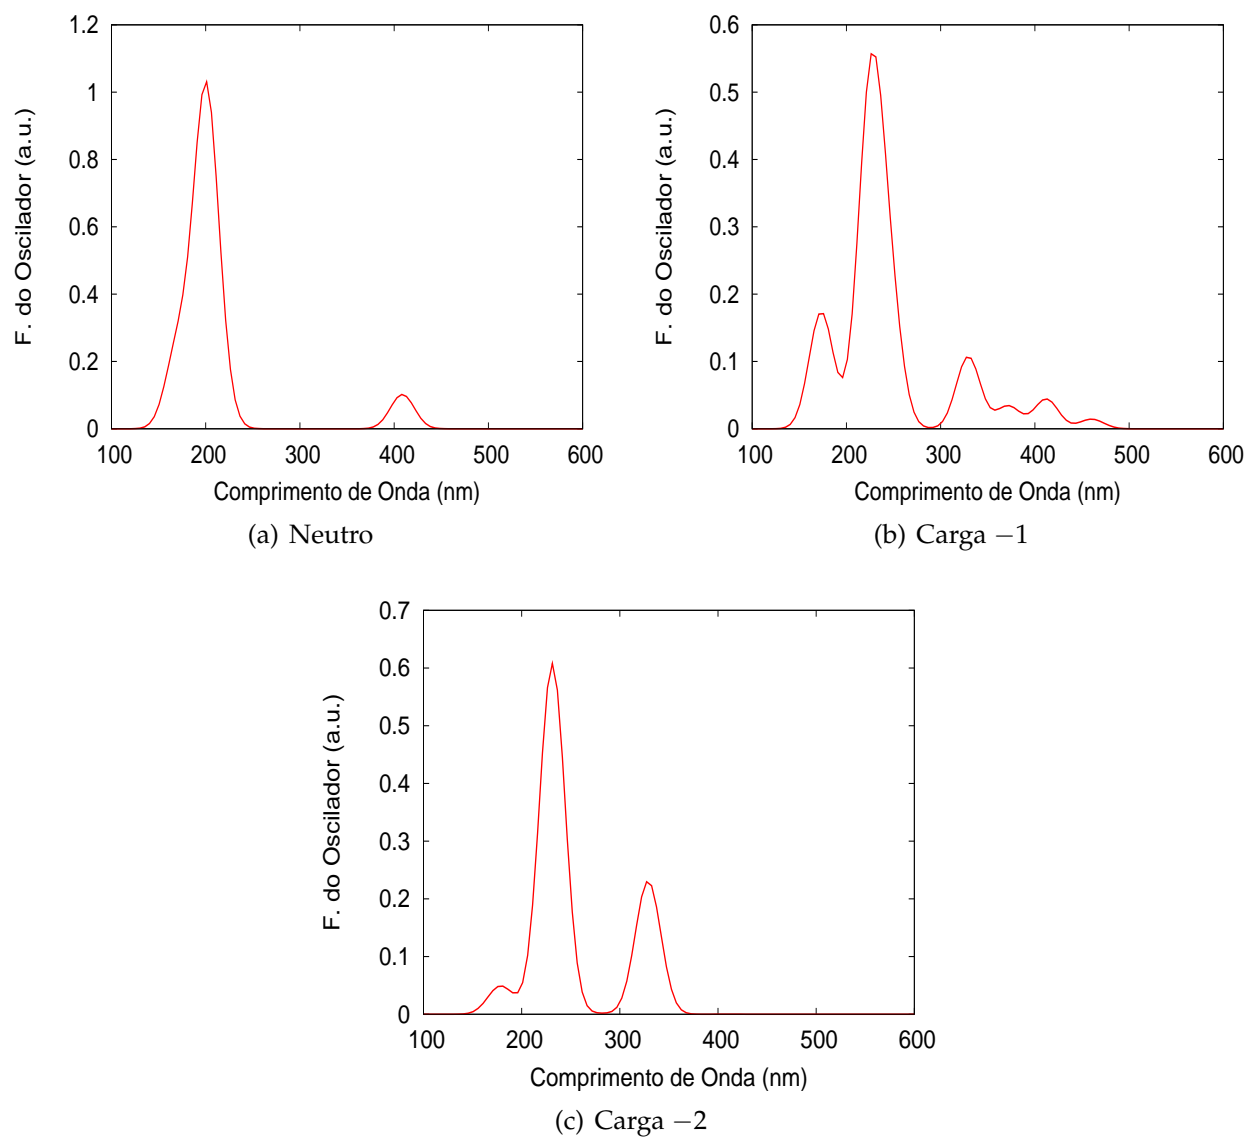 F. do Oscilador (a.u.)
1.2
1
0.8
0.6
0.4
0.2
0
100 200 300 400 500 600
Comprimento de Onda (nm)
(a) Neutro
F. do Oscilador (a.u.)
0.6
0.5
0.4
0.3
0.2
0.1
0
100 200 300 400 500 600
Comprimento de Onda (nm)
(b) Carga −1
F. do Oscilador (a.u.)
0.7
0.6
0.5
0.4
0.3
0.2
0.1
0
100 200 300 400 500 600
Comprimento de Onda (nm)
(c) Carga −2